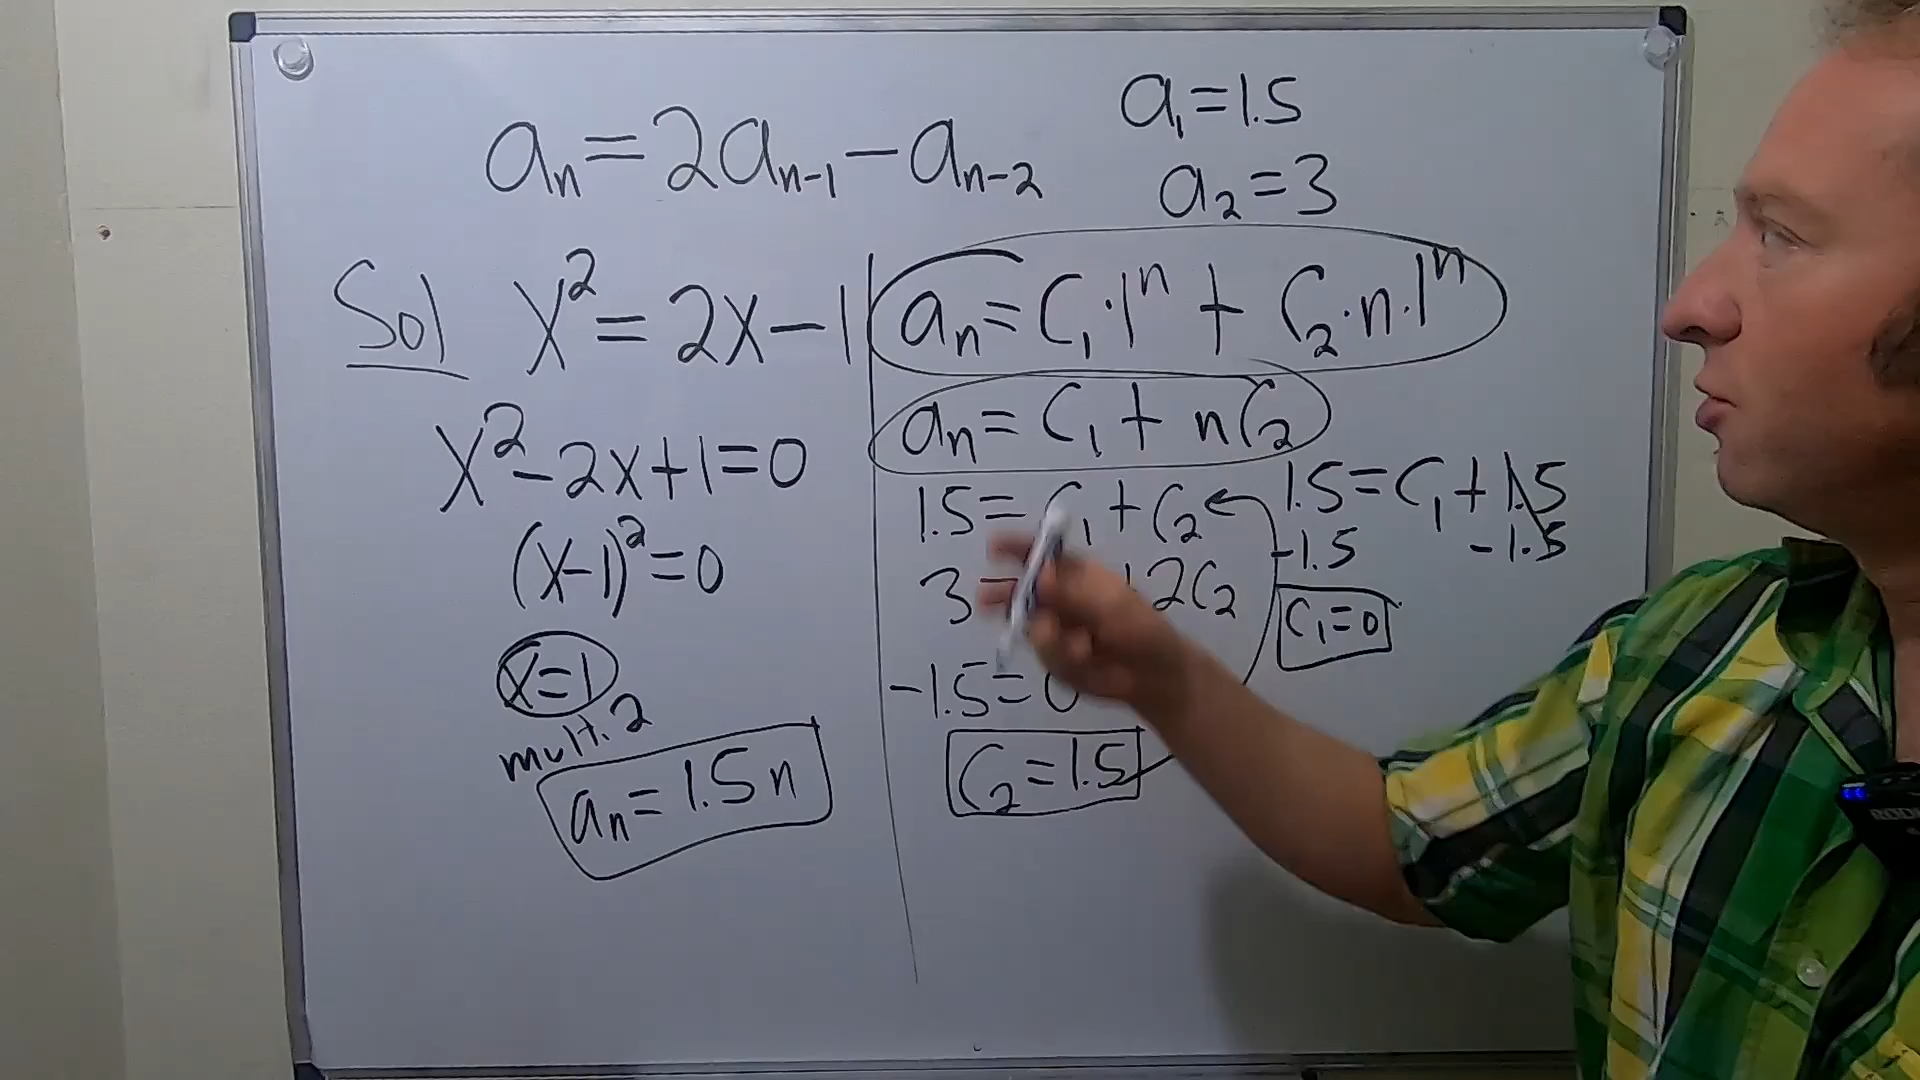 aₙ = 2aₙ₋₁ − aₙ₋₂
a₁ = 1.5
a₂ = 3
Sol
x² = 2x − 1
x² − 2x + 1 = 0
(x − 1)² = 0
x = 1
mult. 2
aₙ = 1.5n
aₙ = C₁ · 1ⁿ + C₂ · n · 1ⁿ
aₙ = C₁ + nC₂
1.5 = C₁ + C₂
3 = + 2C₂
−1.5 = 0
C₂ = 1.5
1.5 = C₁ + 1.5
−1.5 −1.5
C₁ = 0